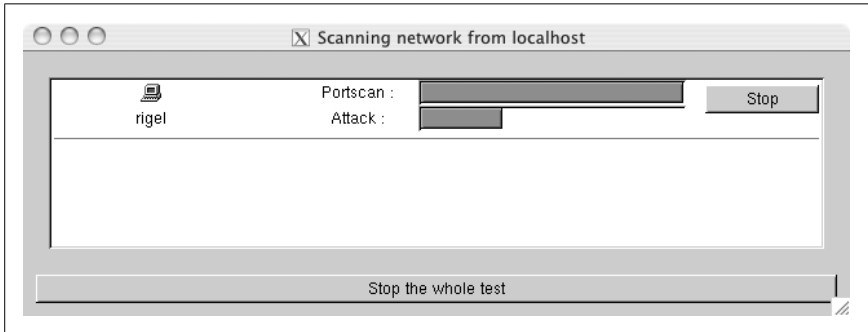 Scanning network from localhost
Portscan :
Stop
rigel
Attack :
Stop the whole test